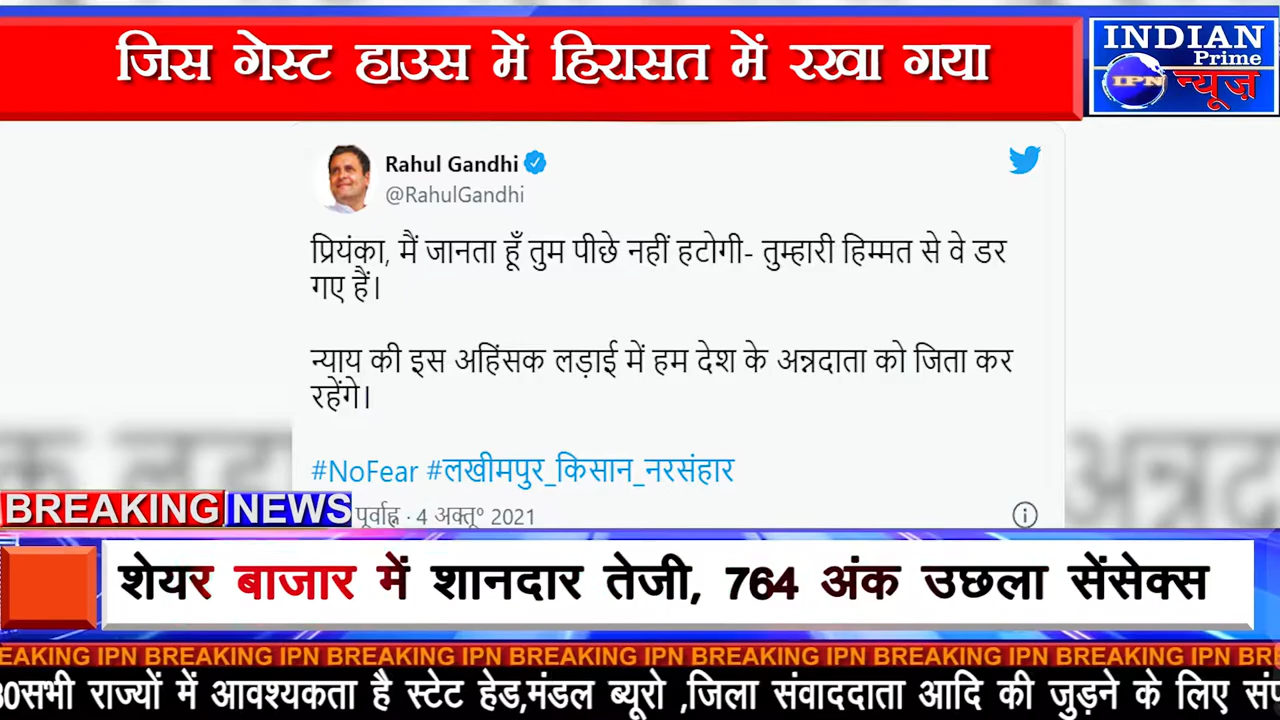 जिस गेस्ट हाउस में हिरासत में रखा गया
INDIAN
Prime
IPN न्यूज़
Rahul Gandhi
@RahulGandhi
प्रियंका, मैं जानता हूँ तुम पीछे नहीं हटोगी- तुम्हारी हिम्मत से वे डर
गए हैं।
न्याय की इस अहिंसक लड़ाई में हम देश के अन्नदाता को जिता कर
रहेंगे।
#NoFear #लखीमपुर_किसान_नरसंहार
BREAKING NEWS
पूर्वाह्न · 4 अक्तू॰ 2021
शेयर बाजार में शानदार तेजी, 764 अंक उछला सेंसेक्स
EAKING IPN BREAKING IPN BREAKING IPN BREAKING IPN BREAKING IPN BREAKING IPN BREAKING IPN BREAKING IPN BRE
सभी राज्यों में आवश्यकता है स्टेट हेड,मंडल ब्यूरो ,जिला संवाददाता आदि की जुड़ने के लिए